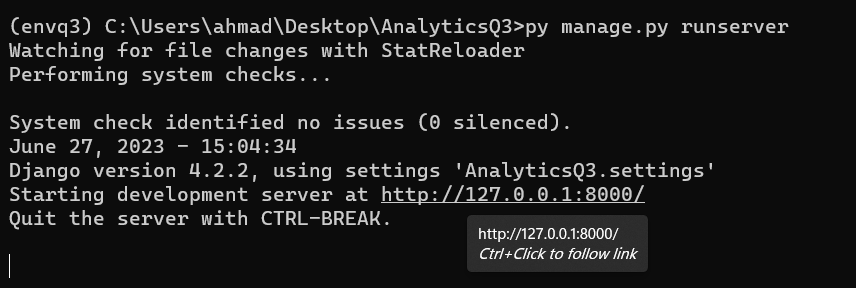 (envq3) C:\Users\ahmad\Desktop\AnalyticsQ3>py manage.py runserver
Watching for file changes with StatReloader
Performing system checks...
System check identified no issues (0 silenced).
June 27, 2023 - 15:04:34
Django version 4.2.2, using settings 'AnalyticsQ3.settings'
Starting development server at http://127.0.0.1:8000/
Quit the server with CTRL-BREAK.
http://127.0.0.1:8000/
Ctrl+Click to follow link